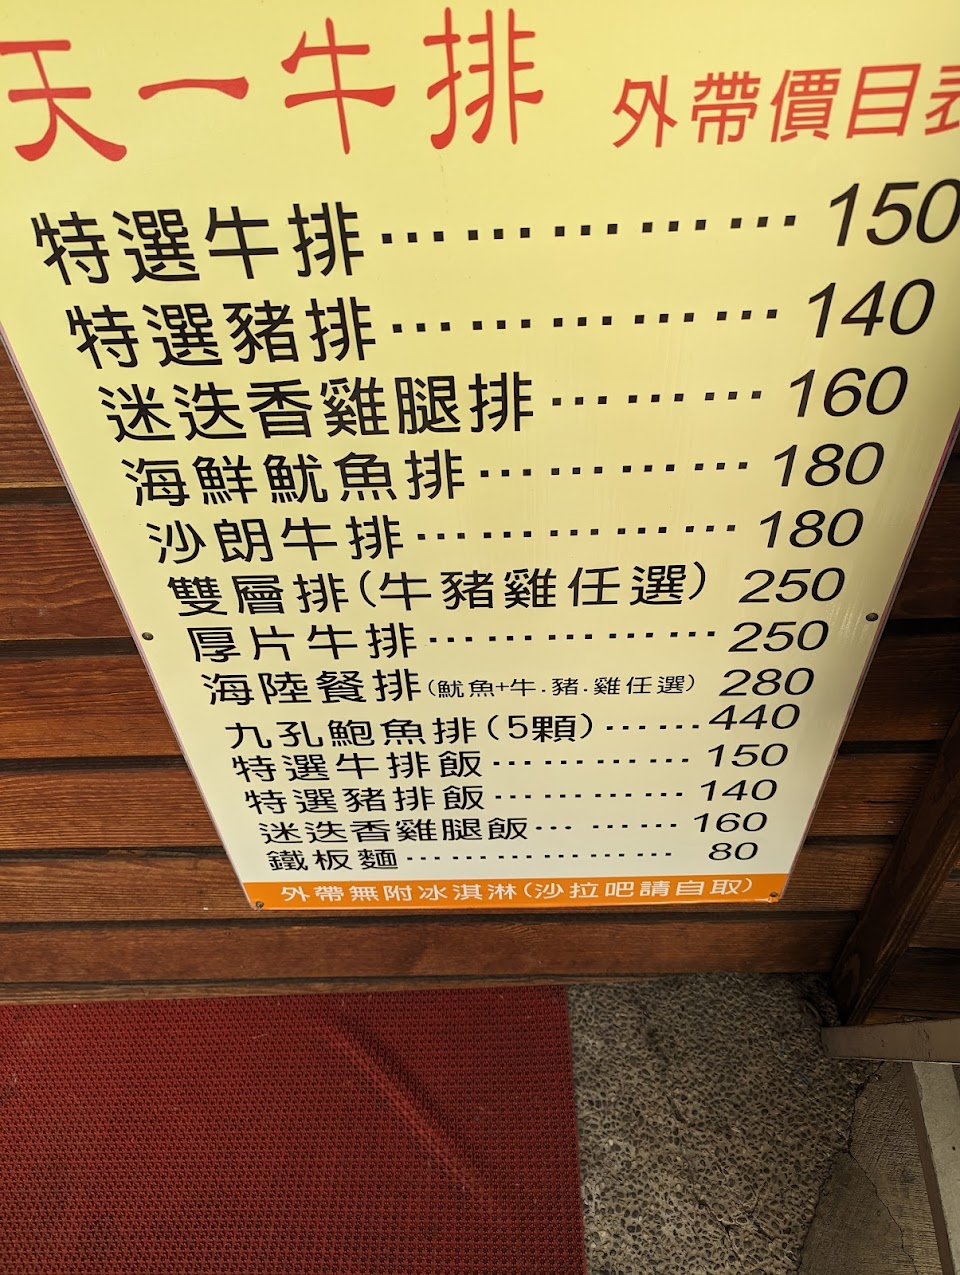 天一牛排 外帶價目表
特選牛排⋯⋯⋯⋯⋯⋯150
特選豬排⋯⋯⋯⋯⋯⋯140
迷迭香雞腿排⋯⋯⋯160
海鮮魷魚排⋯⋯⋯⋯180
沙朗牛排⋯⋯⋯⋯⋯180
雙層排(牛豬雞任選) 250
厚片牛排⋯⋯⋯⋯⋯250
海陸餐排(魷魚+牛.豬.雞任選) 280
九孔鮑魚排(5顆)⋯⋯440
特選牛排飯⋯⋯⋯⋯150
特選豬排飯⋯⋯⋯⋯140
迷迭香雞腿飯⋯ ⋯⋯160
鐵板麵⋯⋯⋯⋯⋯⋯ 80
外帶無附冰淇淋(沙拉吧請自取)